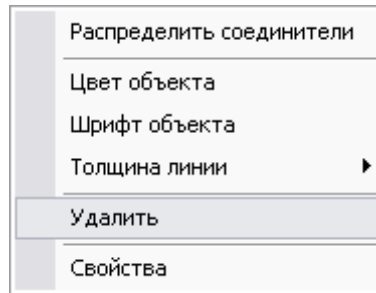 Распределить соединители
Цвет объекта
Шрифт объекта
Толщина линии
Удалить
Свойства